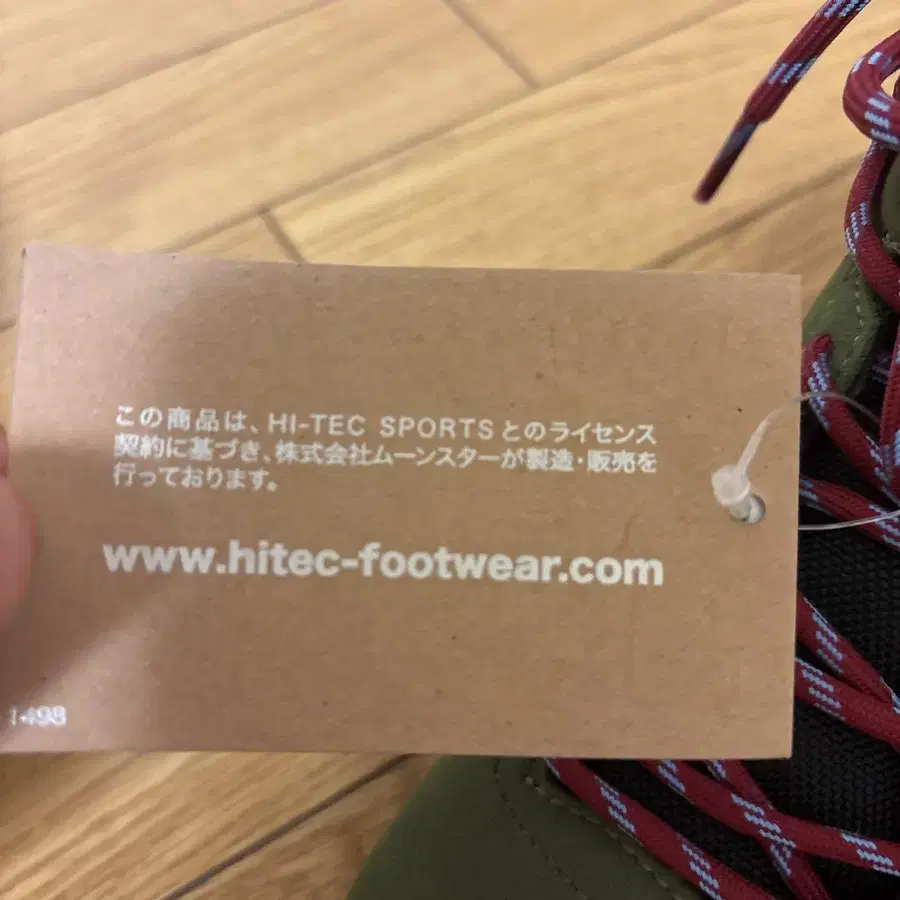 この商品は、HI-TEC SPORTSとのライセンス
契約に基づき、株式会社ムーンスターが製造・販売を
行っております。
www.hitec-footwear.com